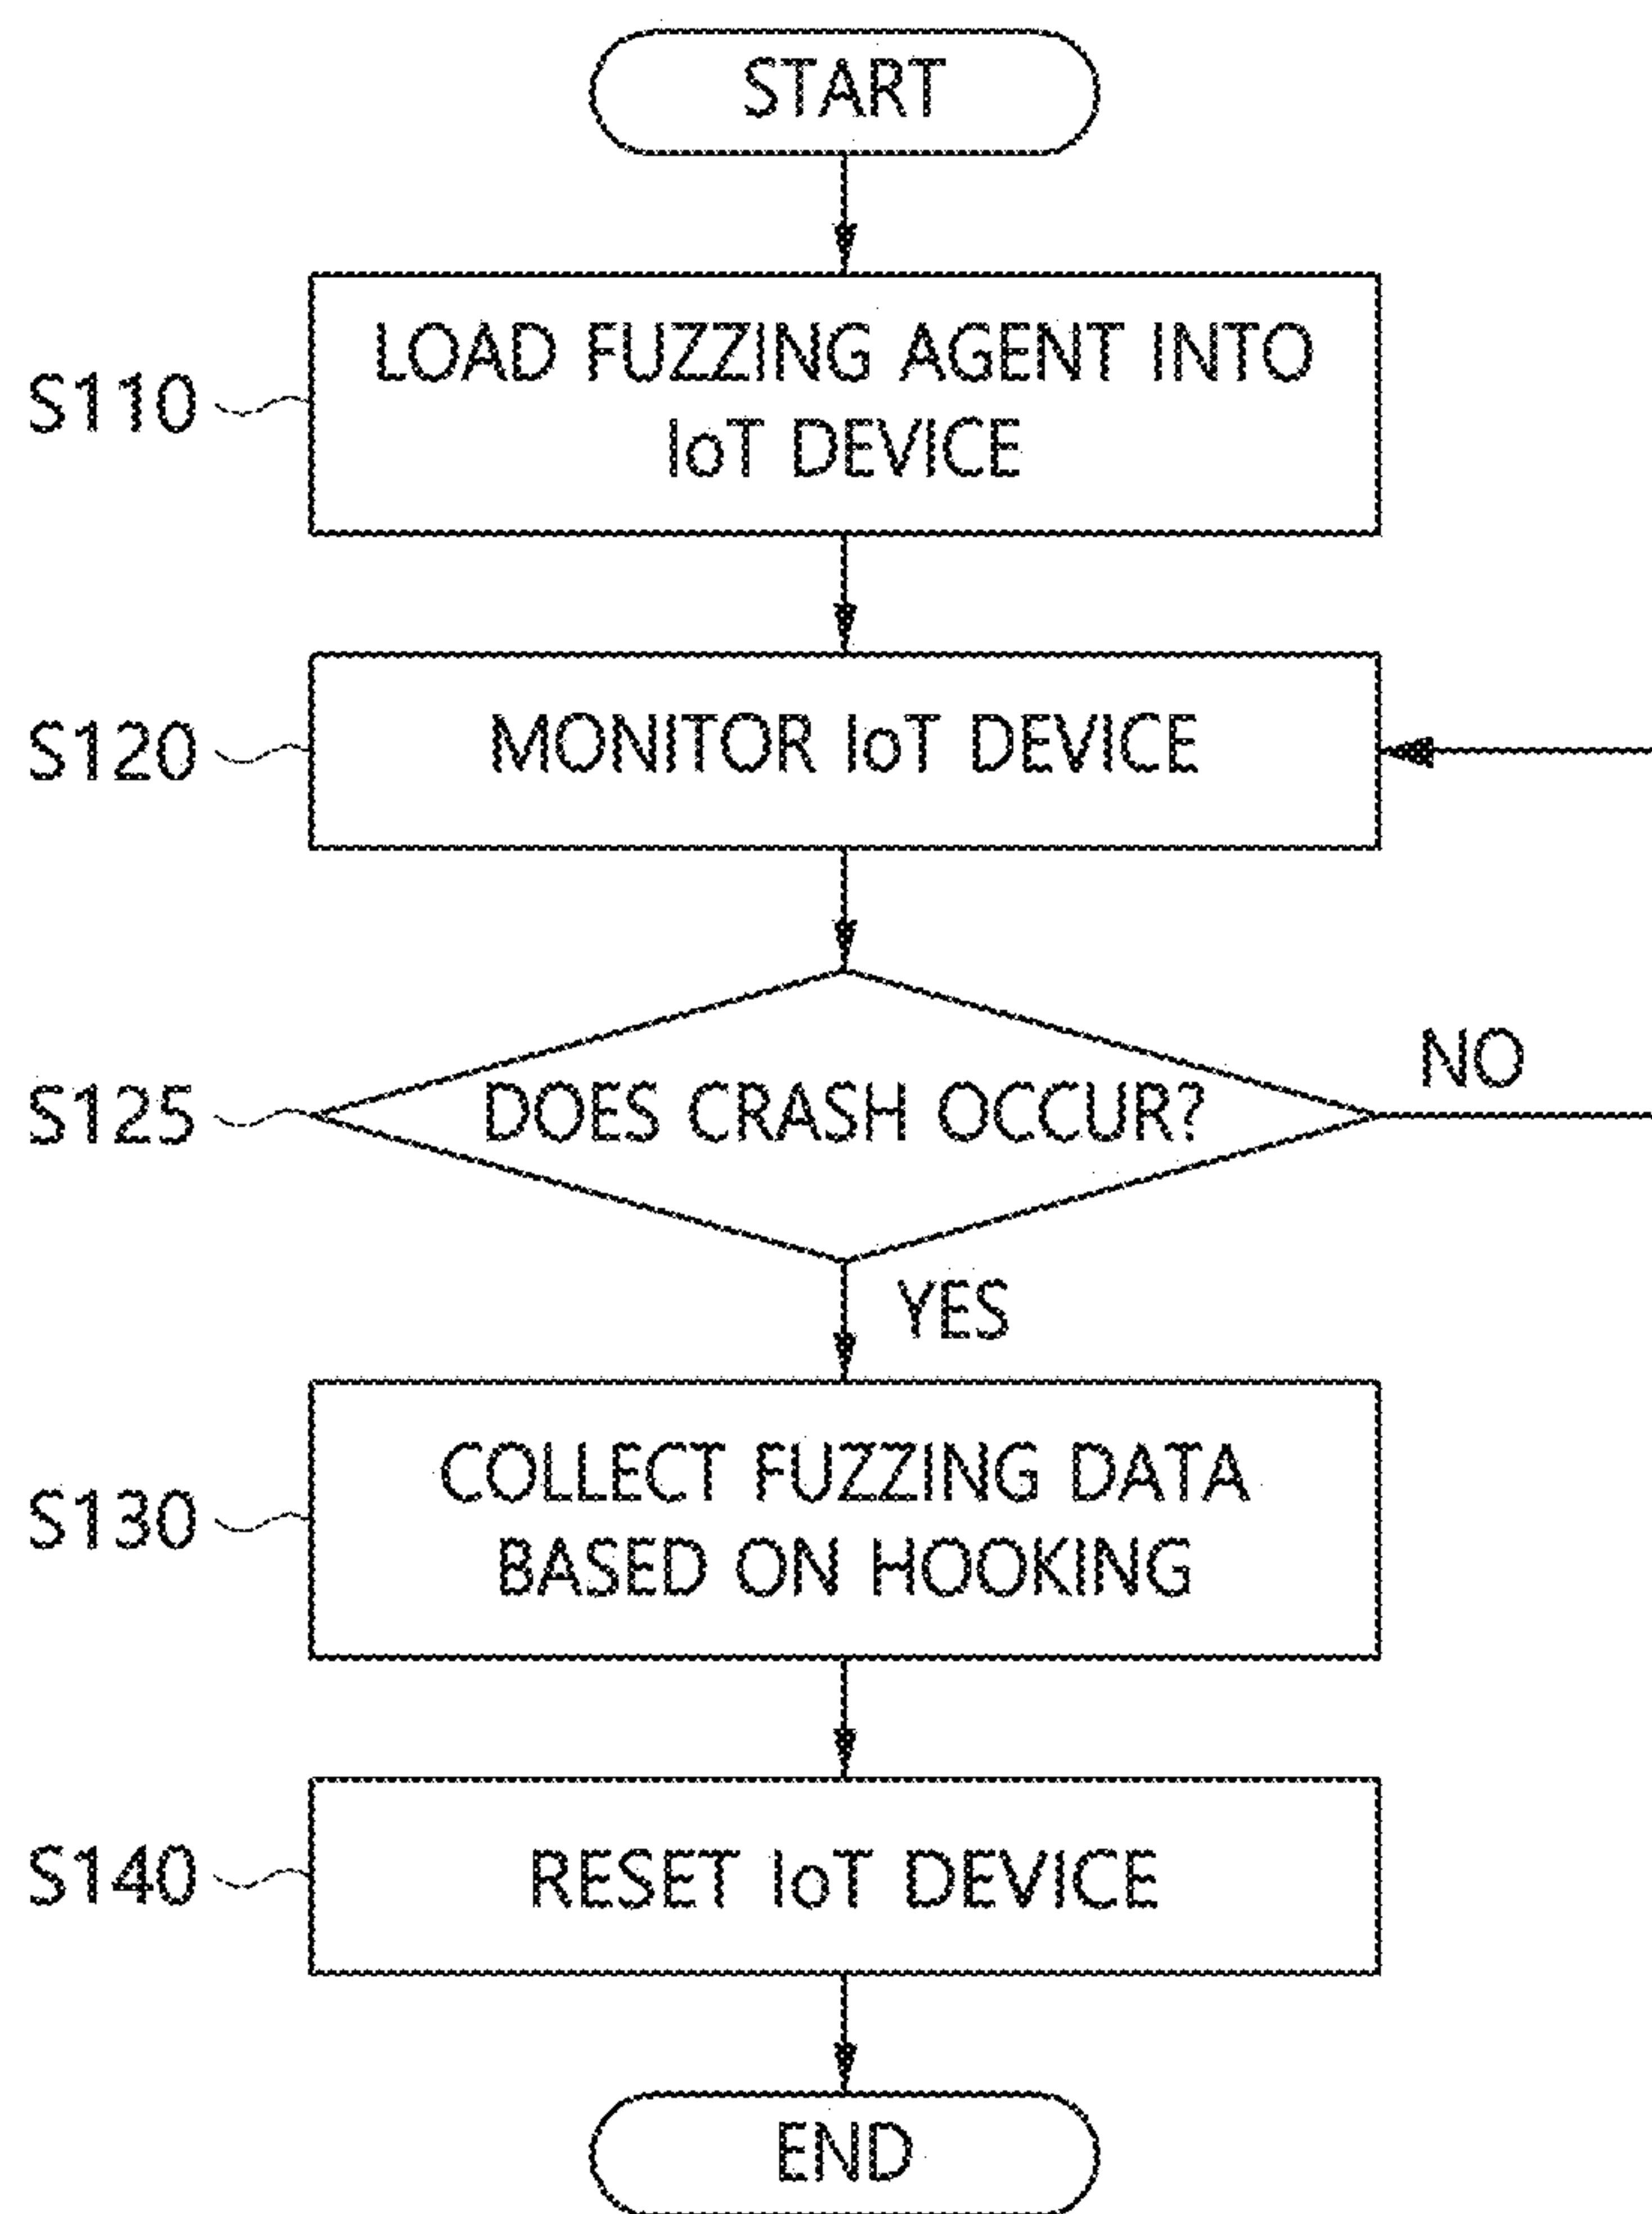 START
LOAD FUZZING AGENT INTO
IoT DEVICE
S110
MONITOR IoT DEVICE
S120
DOES CRASH OCCUR?
S125
NO
YES
COLLECT FUZZING DATA
BASED ON HOOKING
S130
RESET IoT DEVICE
S140
END